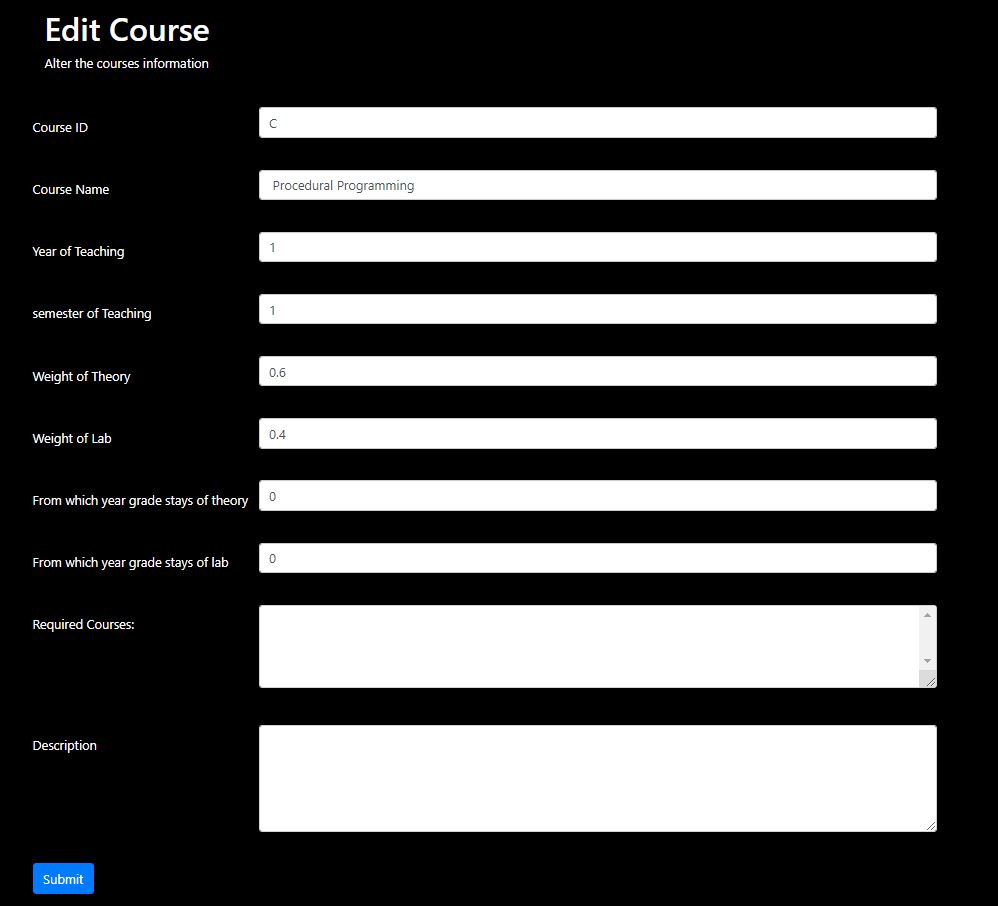 Edit Course
Alter the courses information
Course ID C
Course Name Procedural Programming
Year of Teaching 1
semester of Teaching 1
Weight of Theory 0.6
Weight of Lab 0.4
From which year grade stays of theory 0
From which year grade stays of lab 0
Required Courses:
Description
Submit